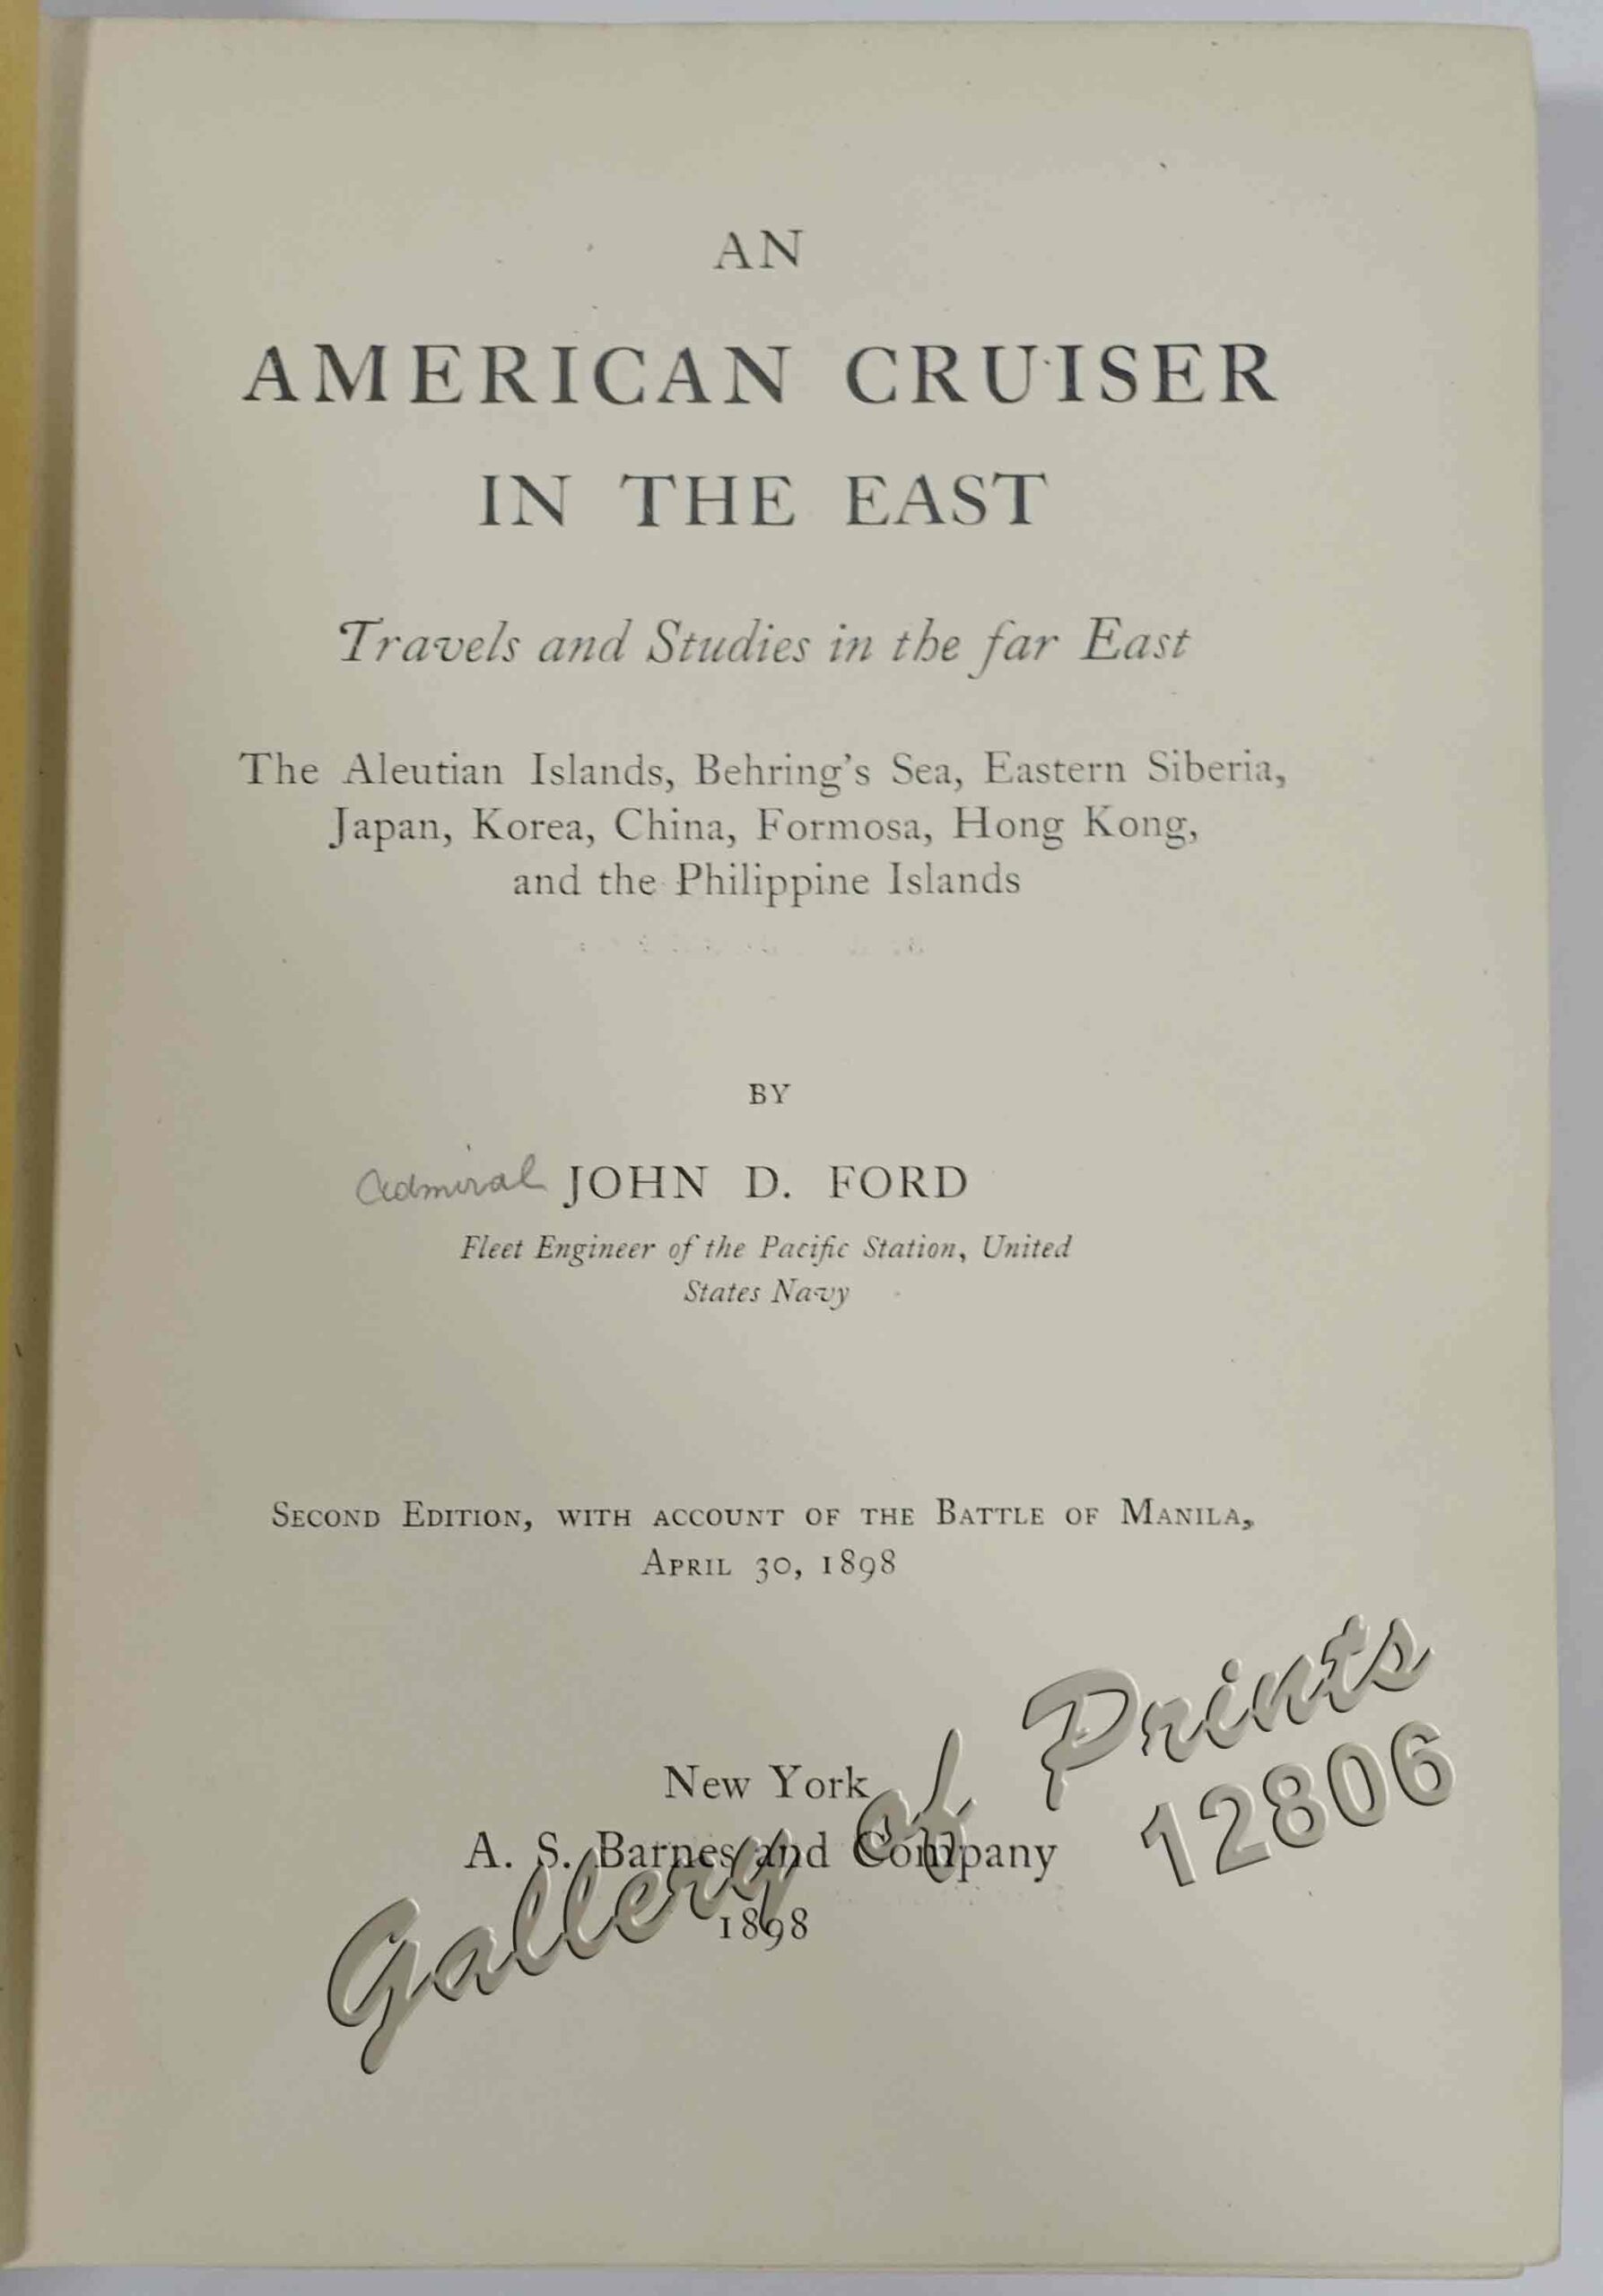 AN
AMERICAN CRUISER
IN THE EAST
Travels and Studies in the far East
The Aleutian Islands, Behring's Sea, Eastern Siberia,
Japan, Korea, China, Formosa, Hong Kong,
and the Philippine Islands
BY
Admiral JOHN D. FORD
Fleet Engineer of the Pacific Station, United
States Navy
SECOND EDITION, WITH ACCOUNT OF THE BATTLE OF MANILA,
APRIL 30, 1898
New York
A. S. Barnes and Company
1898
Gallery of Prints
12806